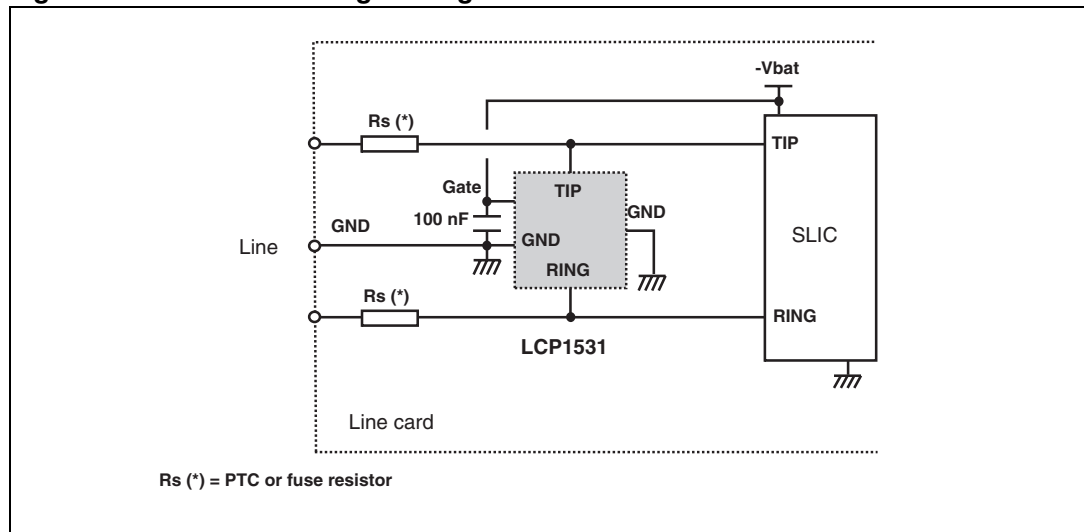 -Vbat
Rs (*)
TIP
Gate
TIP
100 nF
GND
GND
GND
SLIC
Line
RING
Rs (*)
RING
LCP1531
Line card
Rs (*) = PTC or fuse resistor